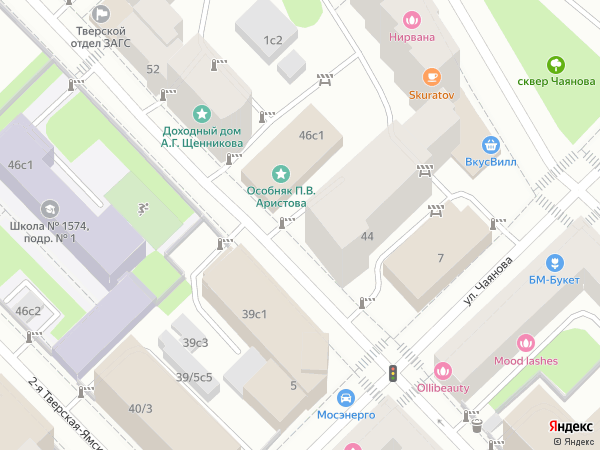 Тверской
отдел ЗАГС
1с2
Нирвана
52
Skuratov
сквер Чаянова
Доходный дом
А.Г. Щенникова
46с1
ВкусВилл
46с1
Особняк П.В.
Аристова
Школа № 1574,
подр. № 1
44
7
ул. Чаянова
БМ-Букет
46с2
39с1
39с3
39/5с5
Mood lashes
2-я Тверская-Ямск
5
Ollibeauty
40/3
Мосэнерго
Яндекс
© Яндекс